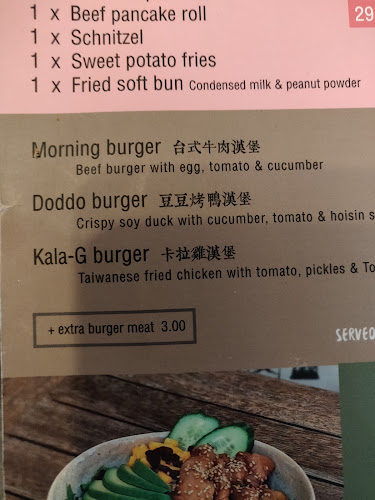 1 x Beef pancake roll
29
1 x Schnitzel
1 x Sweet potato fries
1 x Fried soft bun Condensed milk & peanut powder
Morning burger 台式牛肉漢堡
Beef burger with egg, tomato & cucumber
Doddo burger 豆豆烤鴨漢堡
Crispy soy duck with cucumber, tomato & hoisin s
Kala-G burger 卡拉雞漢堡
Taiwanese fried chicken with tomato, pickles & To
+ extra burger meat 3.00
SERVED